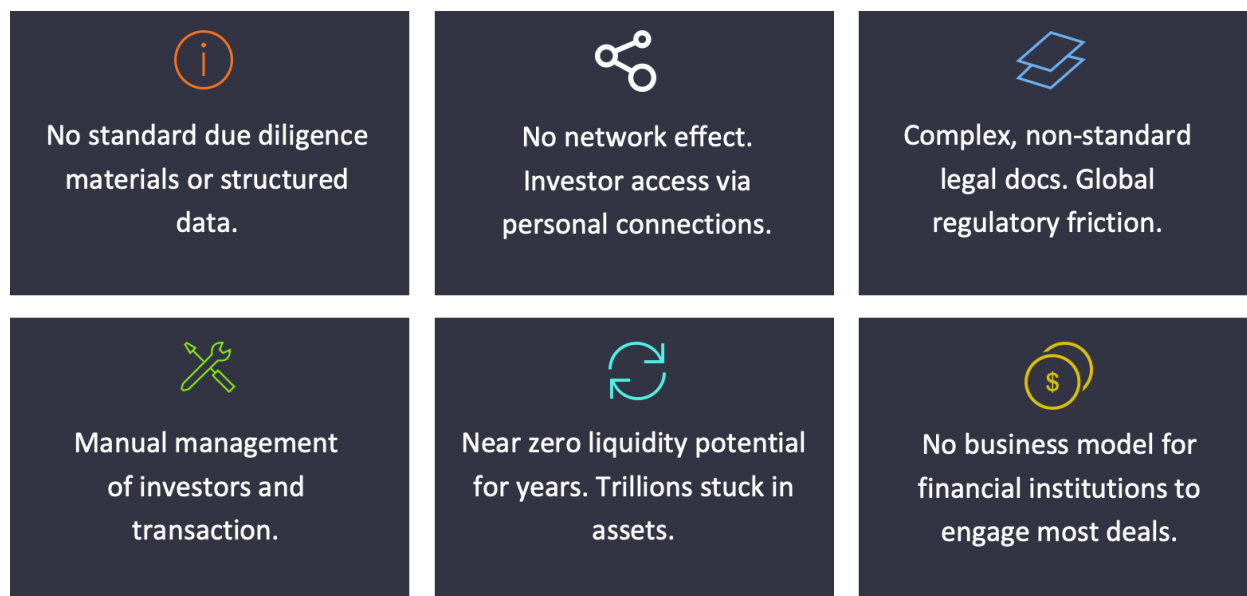 No standard due diligence
materials or structured
data.
No network effect.
Investor access via
personal connections.
Complex, non-standard
legal docs. Global
regulatory friction.
Manual management
of investors and
transaction.
Near zero liquidity potential
for years. Trillions stuck in
assets.
$
No business model for
financial institutions to
engage most deals.